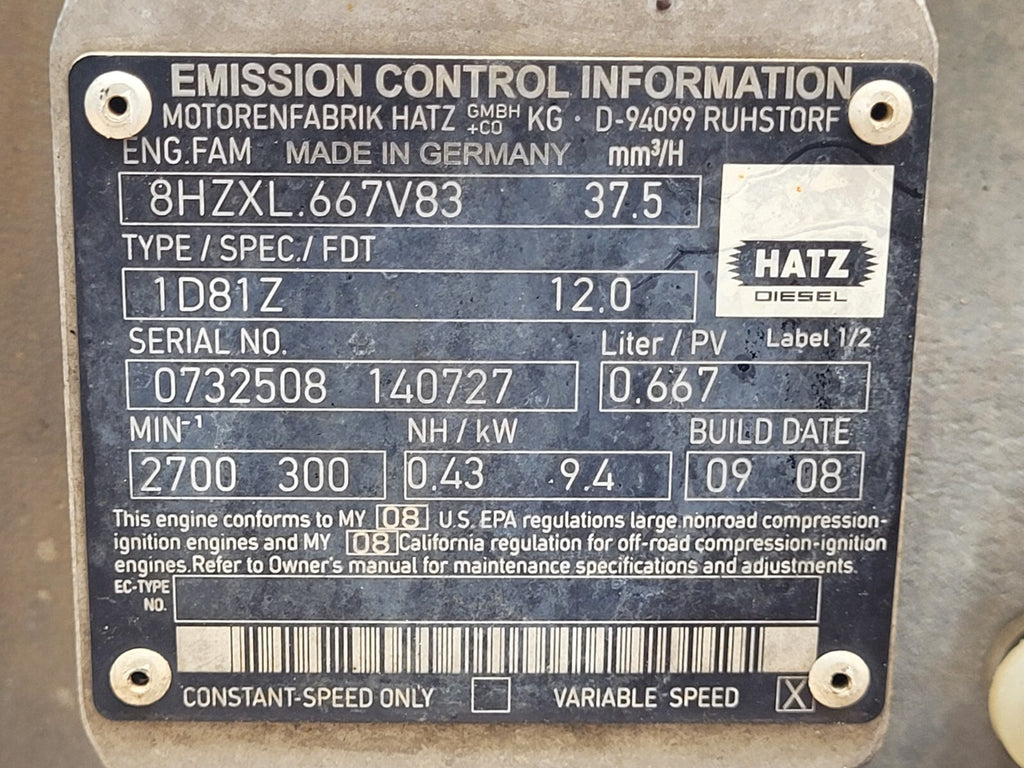 EMISSION CONTROL INFORMATION
MOTORENFABRIK HATZ GMBH +CO KG · D-94099 RUHSTORF
ENG.FAM MADE IN GERMANY mm³/H
8HZXL.667V83 37.5
TYPE / SPEC./ FDT
1D81Z 12.0
HATZ
DIESEL
SERIAL NO. Liter / PV Label 1/2
0732508 140727 0.667
MIN-¹ NH / kW BUILD DATE
2700 300 0.43 9.4 09 08
This engine conforms to MY 08 U.S. EPA regulations large nonroad compression-
ignition engines and MY 08 California regulation for off-road compression-ignition
engines.Refer to Owner's manual for maintenance specifications and adjustments.
EC-TYPE
NO.
CONSTANT-SPEED ONLY VARIABLE SPEED X